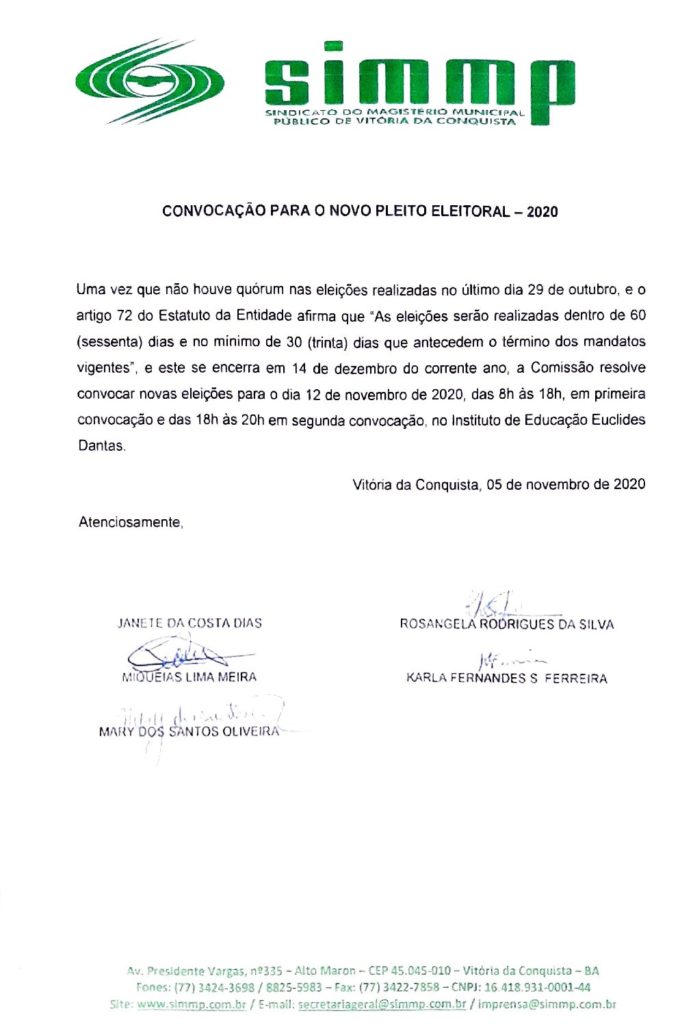 simmp
SINDICATO DO MAGISTÉRIO MUNICIPAL
PÚBLICO DE VITÓRIA DA CONQUISTA
CONVOCAÇÃO PARA O NOVO PLEITO ELEITORAL – 2020
Uma vez que não houve quórum nas eleições realizadas no último dia 29 de outubro, e o
artigo 72 do Estatuto da Entidade afirma que “As eleições serão realizadas dentro de 60
(sessenta) dias e no mínimo de 30 (trinta) dias que antecedem o término dos mandatos
vigentes”, e este se encerra em 14 de dezembro do corrente ano, a Comissão resolve
convocar novas eleições para o dia 12 de novembro de 2020, das 8h às 18h, em primeira
convocação e das 18h às 20h em segunda convocação, no Instituto de Educação Euclides
Dantas.
Vitória da Conquista, 05 de novembro de 2020
Atenciosamente,
JANETE DA COSTA DIAS
ROSANGELA RODRIGUES DA SILVA
MIQUEIAS LIMA MEIRA
KARLA FERNANDES S FERREIRA
MARY DOS SANTOS OLIVEIRA
Av. Presidente Vargas, nº335 – Alto Maron – CEP 45.045-010 – Vitória da Conquista – BA
Fones: (77) 3424-3698 / 8825-5983 – Fax: (77) 3422-7858 – CNPJ: 16.418.931-0001-44
Site: www.simmp.com.br / E-mail: secretariageral@simmp.com.br / imprensa@simmp.com.br